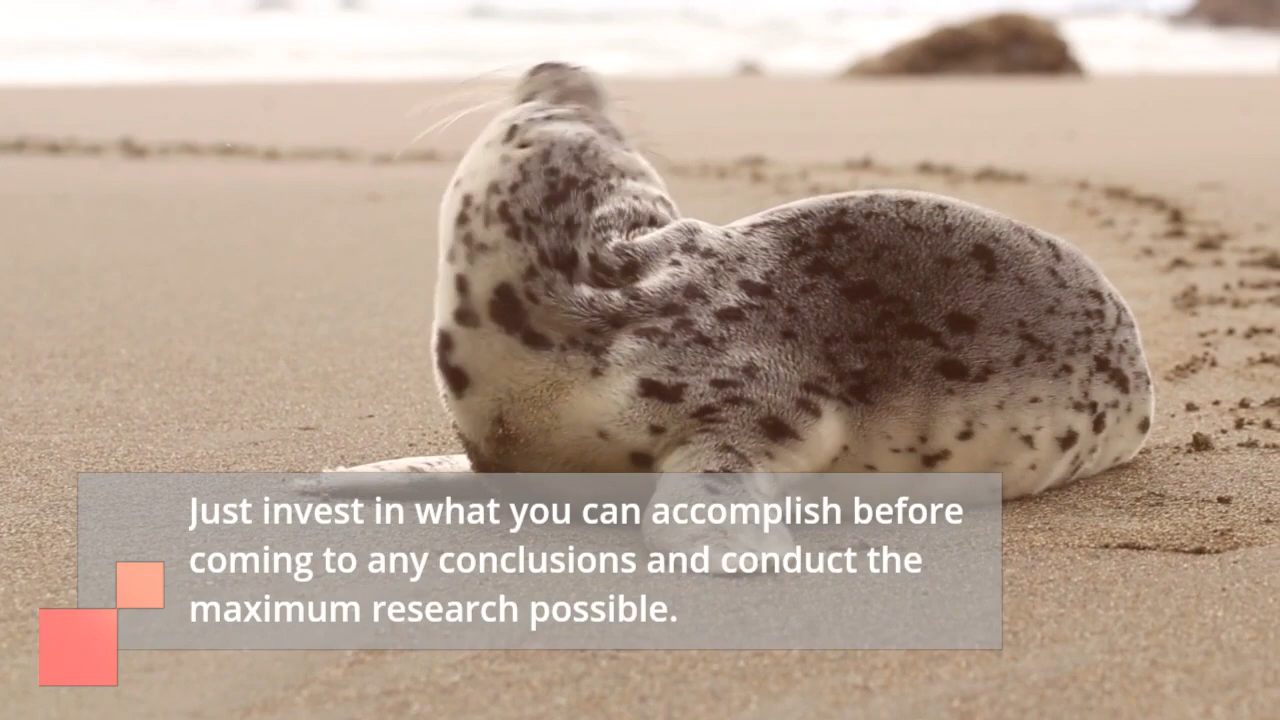 Just invest in what you can accomplish before
coming to any conclusions and conduct the
maximum research possible.